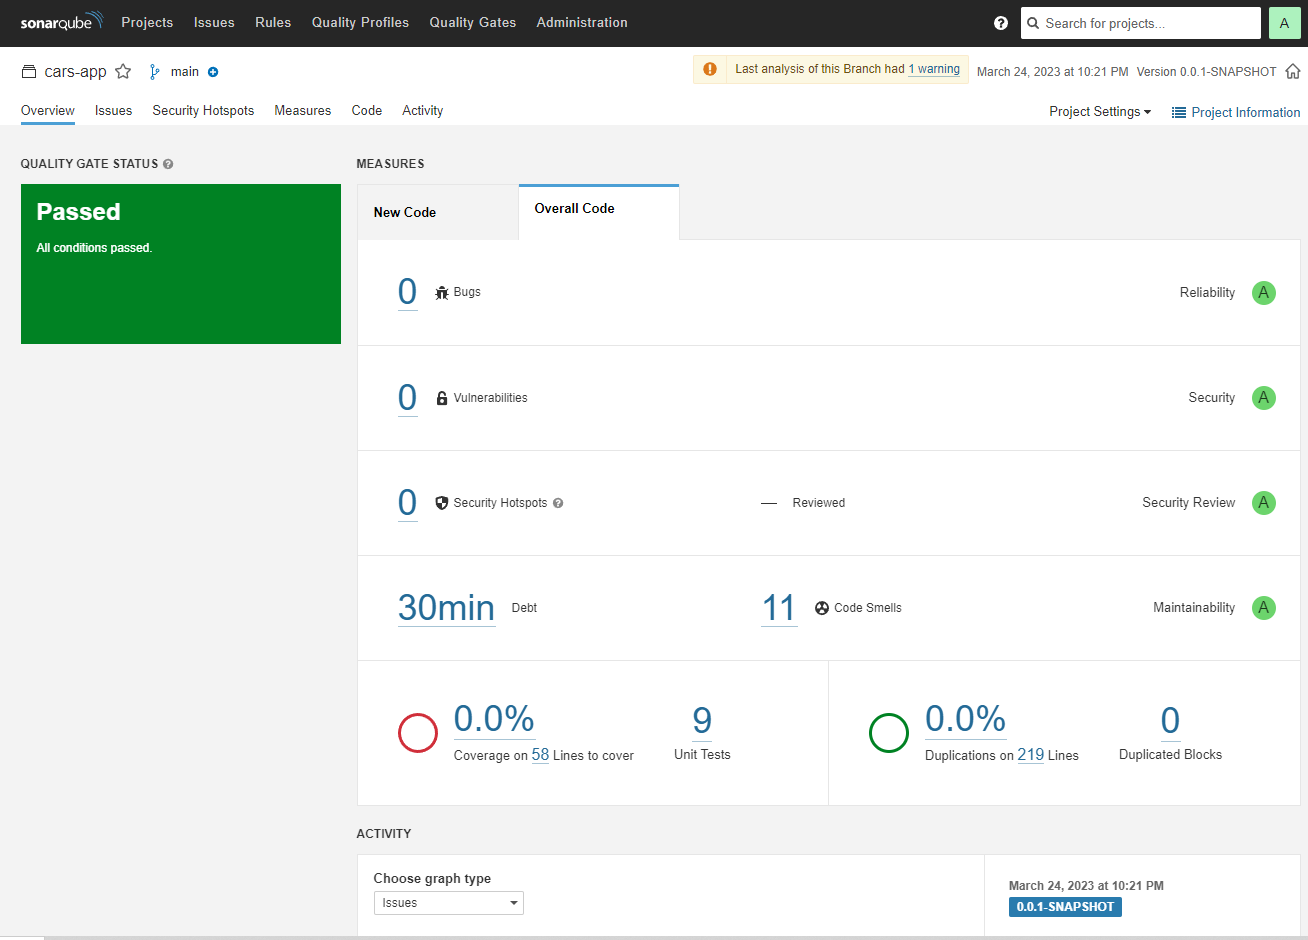 sonarqube Projects Issues Rules Quality Profiles Quality Gates Administration ? Search for projects... A
cars-app main Last analysis of this Branch had 1 warning March 24, 2023 at 10:21 PM Version 0.0.1-SNAPSHOT
Overview Issues Security Hotspots Measures Code Activity Project Settings Project Information
QUALITY GATE STATUS ?
Passed
All conditions passed.
MEASURES
New Code
Overall Code
0 Bugs Reliability A
0 Vulnerabilities Security A
0 Security Hotspots ? — Reviewed Security Review A
30min Debt 11 Code Smells Maintainability A
0.0%
Coverage on 58 Lines to cover
9
Unit Tests
0.0%
Duplications on 219 Lines
0
Duplicated Blocks
ACTIVITY
Choose graph type
Issues
March 24, 2023 at 10:21 PM
0.0.1-SNAPSHOT